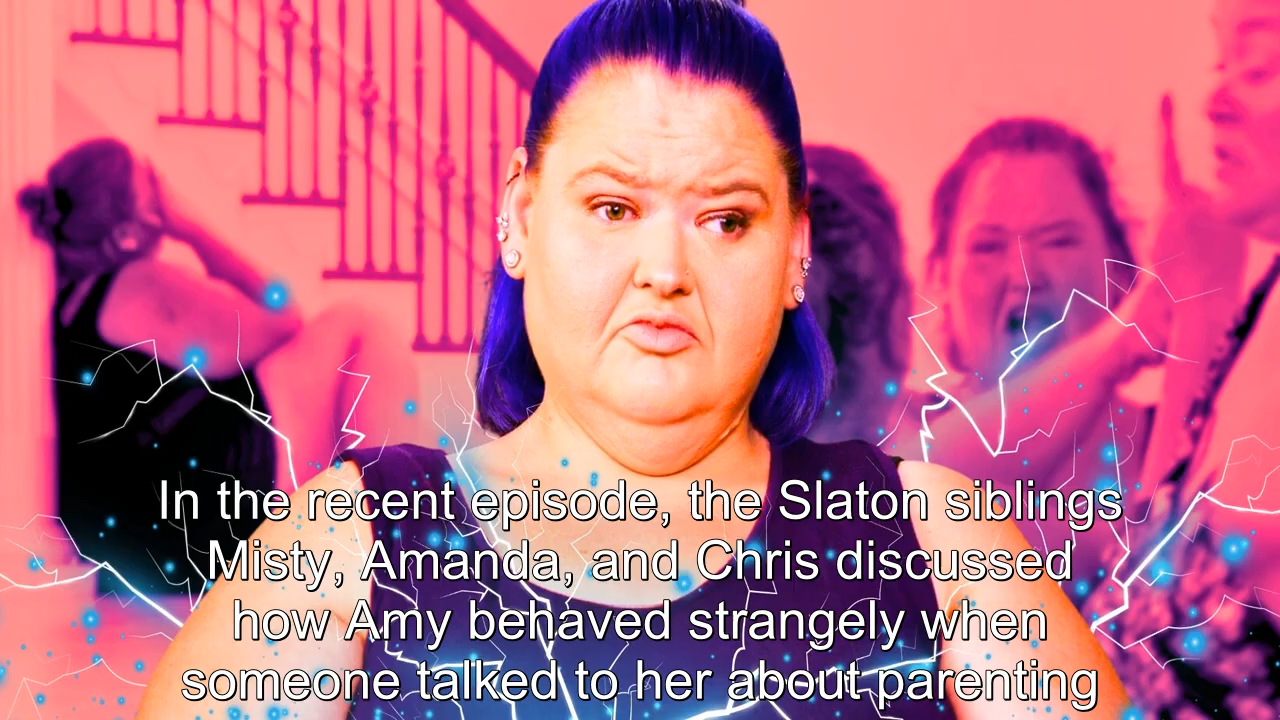 In the recent episode, the Slaton siblings
Misty, Amanda, and Chris discussed
how Amy behaved strangely when
someone talked to her about parenting